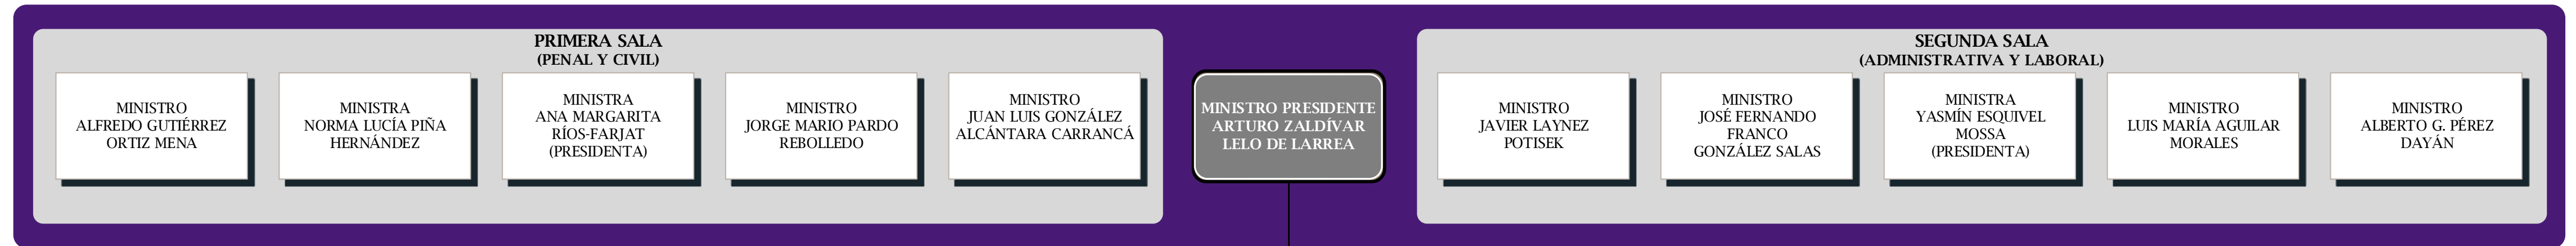 PRIMERA SALA
(PENAL Y CIVIL)
MINISTRO
ALFREDO GUTIÉRREZ
ORTIZ MENA
MINISTRA
NORMA LUCÍA PIÑA
HERNÁNDEZ
MINISTRA
ANA MARGARITA
RÍOS-FARJAT
(PRESIDENTA)
MINISTRO
JORGE MARIO PARDO
REBOLLEDO
MINISTRO
JUAN LUIS GONZÁLEZ
ALCÁNTARA CARRANCÁ
MINISTRO PRESIDENTE
ARTURO ZALDÍVAR
LELO DE LARREA
SEGUNDA SALA
(ADMINISTRATIVA Y LABORAL)
MINISTRO
JAVIER LAYNEZ
POTISEK
MINISTRO
JOSÉ FERNANDO
FRANCO
GONZÁLEZ SALAS
MINISTRA
YASMÍN ESQUIVEL
MOSSA
(PRESIDENTA)
MINISTRO
LUIS MARÍA AGUILAR
MORALES
MINISTRO
ALBERTO G. PÉREZ
DAYÁN